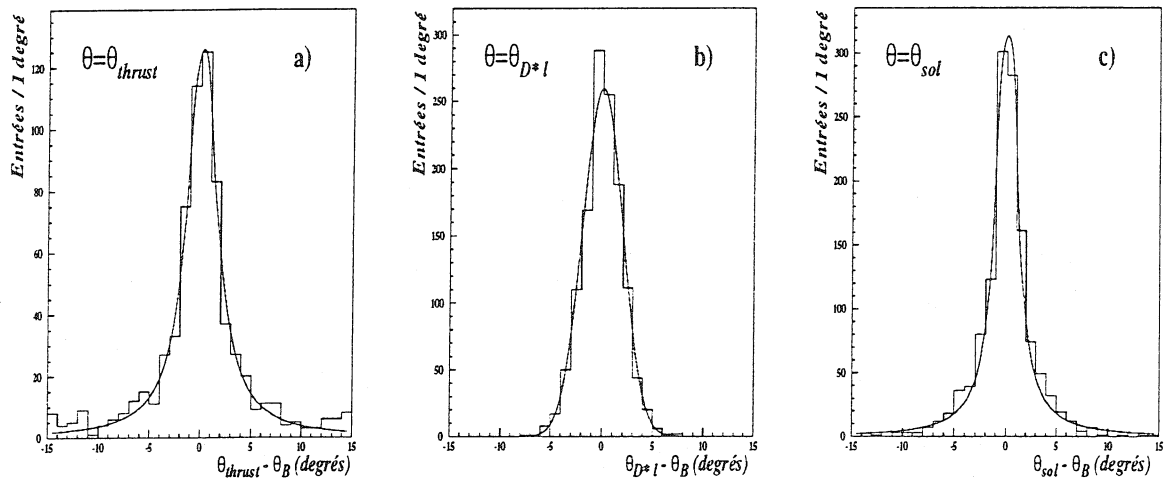 Entrées / 1 degré
θ=θthrust
a)
120
100
80
60
40
20
0
-15 -10 -5 0 5 10 15
θthrust - θB (degrés)
Entrées / 1 degré
θ=θD*l
b)
300
250
200
150
100
50
0
-15 -10 -5 0 5 10 15
θD*l - θB (degrés)
Entrées / 1 degré
θ=θsol
c)
300
250
200
150
100
50
0
-15 -10 -5 0 5 10 15
θsol - θB (degrés)